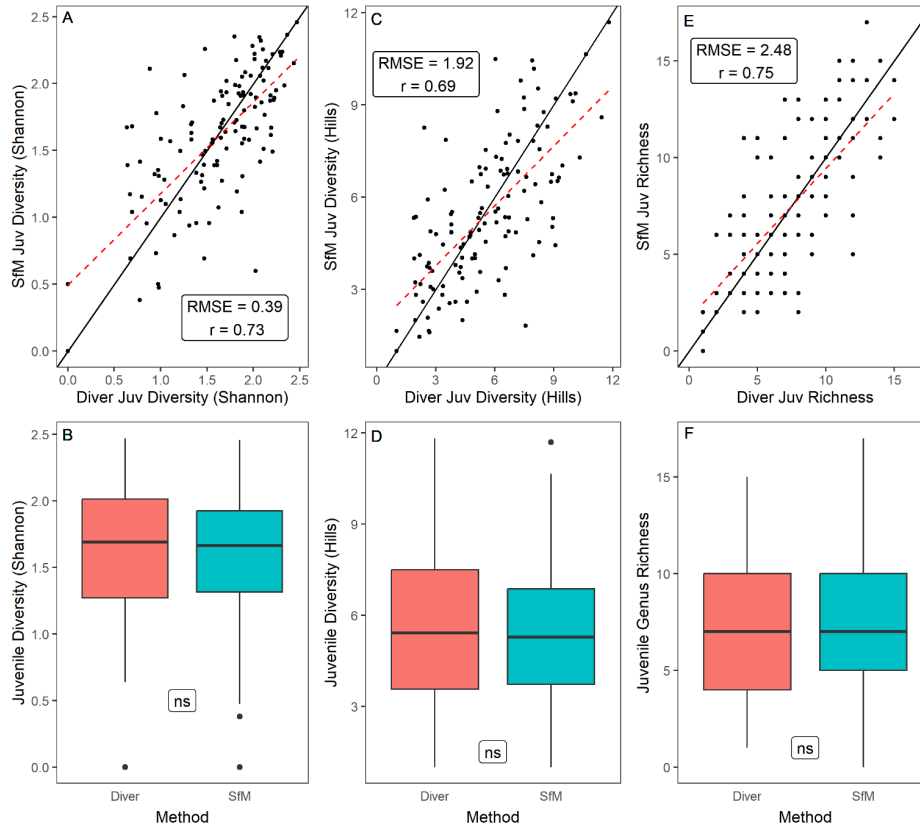 A
RMSE = 0.39
r = 0.73
SfM Juv Diversity (Shannon)
2.5
2.0
1.5
1.0
0.5
0.0
0.0 0.5 1.0 1.5 2.0 2.5
Diver Juv Diversity (Shannon)
C
RMSE = 1.92
r = 0.69
SfM Juv Diversity (Hills)
12
9
6
3
0 3 6 9 12
Diver Juv Diversity (Hills)
E
RMSE = 2.48
r = 0.75
SfM Juv Richness
15
10
5
0
0 5 10 15
Diver Juv Richness
B
Juvenile Diversity (Shannon)
2.5
2.0
1.5
1.0
0.5
0.0
ns
Diver SfM
Method
D
Juvenile Diversity (Hills)
12
9
6
3
ns
Diver SfM
Method
F
Juvenile Genus Richness
15
10
5
0
ns
Diver SfM
Method